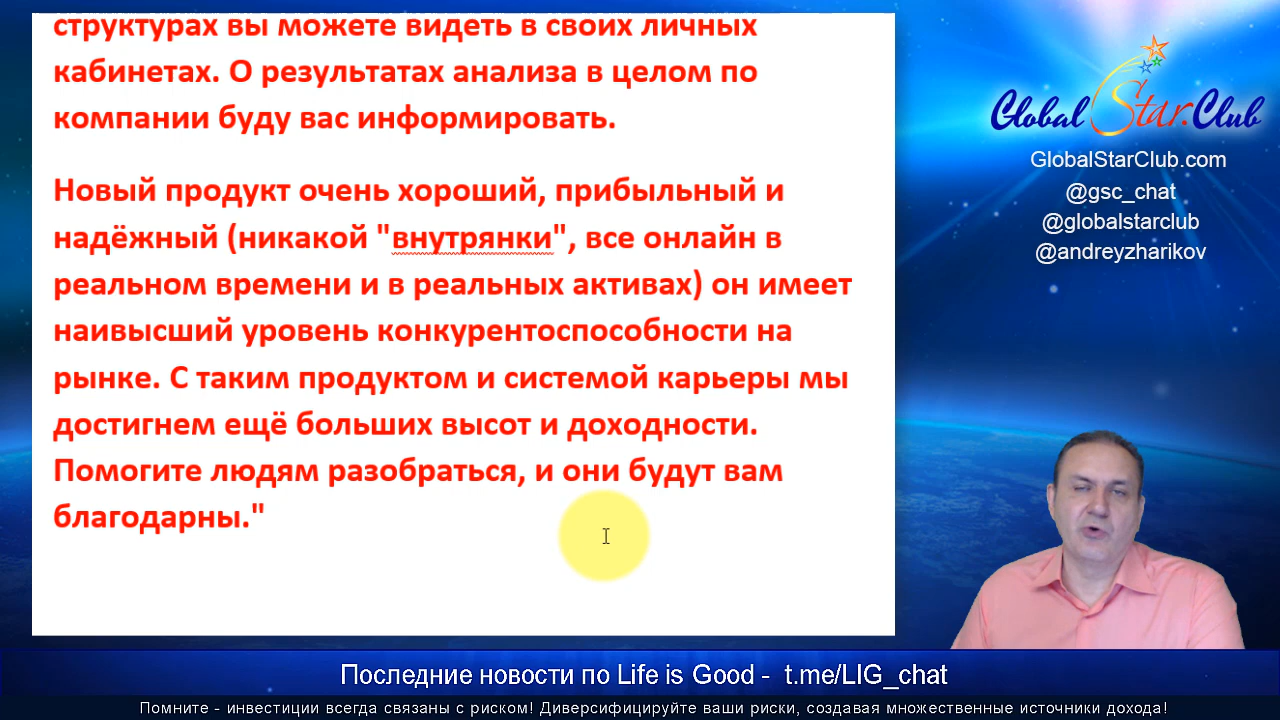 структурах вы можете видеть в своих личных
кабинетах. О результатах анализа в целом по
компании буду вас информировать.
Новый продукт очень хороший, прибыльный и
надёжный (никакой "внутрянки", все онлайн в
реальном времени и в реальных активах) он имеет
наивысший уровень конкурентоспособности на
рынке. С таким продуктом и системой карьеры мы
достигнем ещё больших высот и доходности.
Помогите людям разобраться, и они будут вам
благодарны."
Global Star.Club
GlobalStarClub.com
@gsc_chat
@globalstarclub
@andreyzharikov
Последние новости по Life is Good - t.me/LIG_chat
Помните - инвестиции всегда связаны с риском! Диверсифицируйте ваши риски, создавая множественные источники дохода!